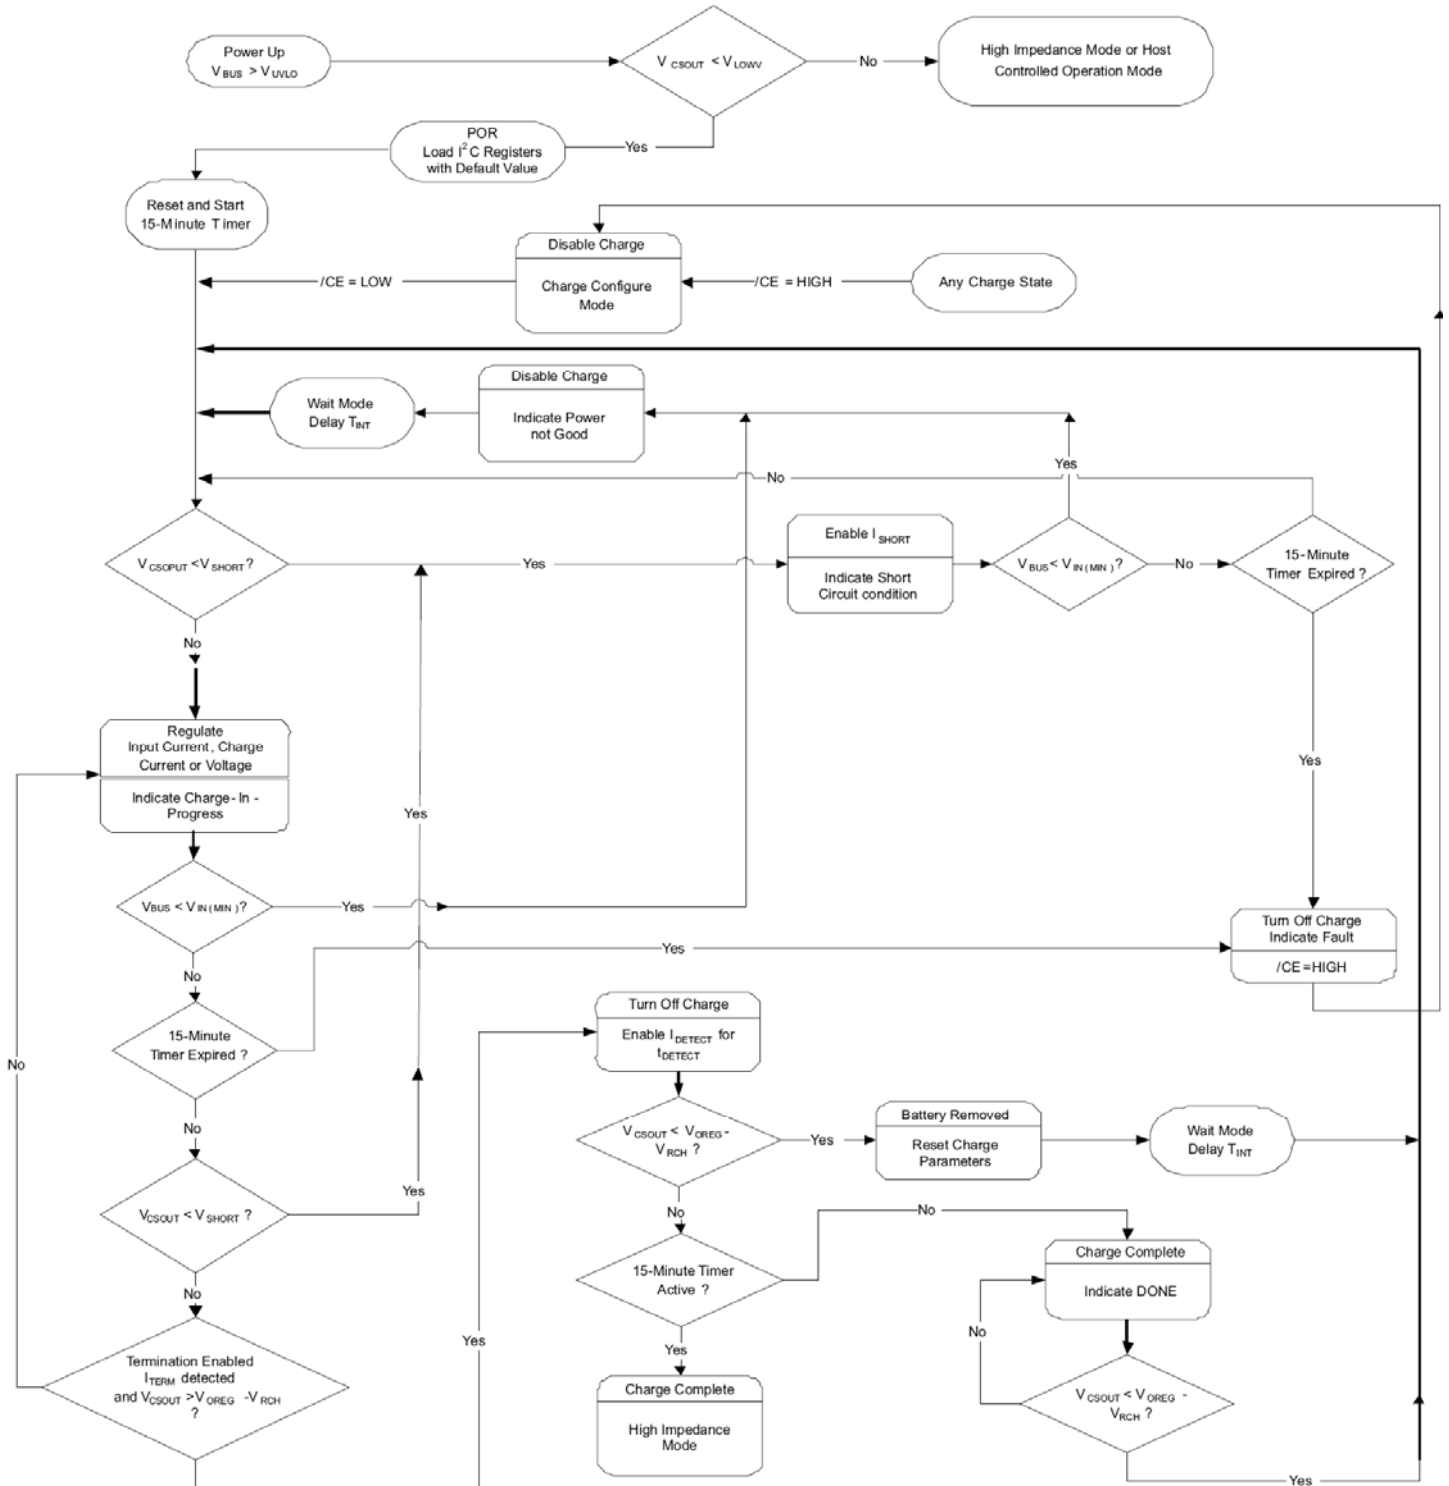 Power Up
V BUS > V UVLO
V CSOUT < V LOWV
No
High Impedance Mode or Host
Controlled Operation Mode
Yes
POR
Load I2C Registers
with Default Value
Reset and Start
15-Minute Timer
Disable Charge
Charge Configure
Mode
/CE = LOW
/CE = HIGH
Any Charge State
Disable Charge
Indicate Power
not Good
Wait Mode
Delay TINT
Yes
No
V CSOPUT < V SHORT ?
Yes
Enable I SHORT
Indicate Short
Circuit condition
V BUS < V IN ( MIN ) ?
No
15-Minute
Timer Expired ?
No
Regulate
Input Current, Charge
Current or Voltage
Indicate Charge- In -
Progress
Yes
Yes
VBUS < V IN ( MIN ) ?
Yes
Turn Off Charge
Indicate Fault
/CE =HIGH
Yes
No
15-Minute
Timer Expired ?
No
Turn Off Charge
Enable I DETECT for
tDETECT
No
V CSOUT < V OREG -
V RCH ?
Yes
Battery Removed
Reset Charge
Parameters
Wait Mode
Delay TINT
VCSOUT < V SHORT ?
Yes
No
No
15-Minute Timer
Active ?
Charge Complete
Indicate DONE
No
Yes
No
Yes
Termination Enabled
ITERM detected
and VCSOUT >VOREG -V RCH
?
Charge Complete
High Impedance
Mode
V CSOUT < V OREG -
VRCH ?
Yes